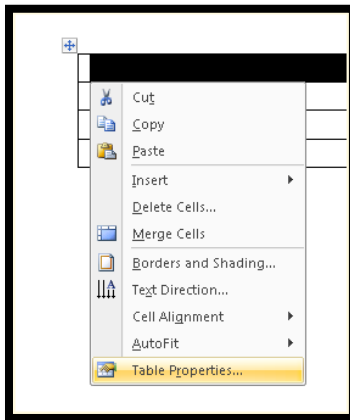 Cut
Copy
Paste
Insert
Delete Cells...
Merge Cells
Borders and Shading...
Text Direction...
Cell Alignment
AutoFit
Table Properties...